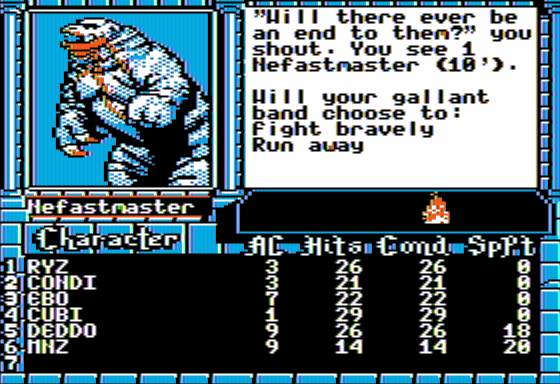 "Will there ever be
an end to them?" you
shout. You see 1
Nefastmaster (10').
Will your gallant
band choose to:
Fight bravely
Run away
Nefastmaster
Character AC Hits Cond SpPt
1 RYZ 3 26 26 0
2 CONDI 3 21 21 0
3 EBO 7 22 22 0
4 CUBI 1 29 29 0
5 DEDDO 9 26 26 18
6 MNZ 9 14 14 20
7